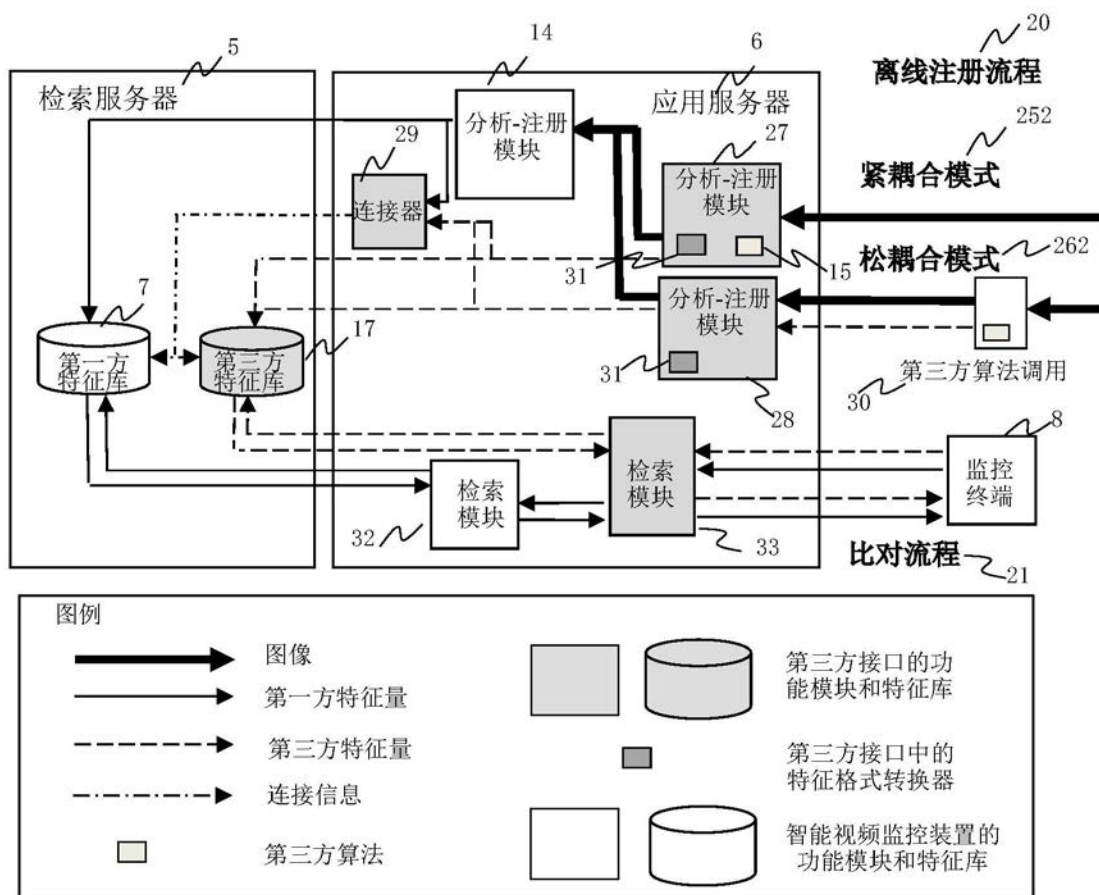 5
14
6
20
检索服务器
应用服务器
离线注册流程
分析-注册
模块
29
27
252
连接器
分析-注册
模块
紧耦合模式
31
15
松耦合模式
262
7
17
第一方
特征库
第三方
特征库
分析-注册
模块
31
28
30
第三方算法调用
8
检索
模块
监控
终端
检索
模块
32
33
比对流程
21
图例
图像
第一方特征量
第三方特征量
连接信息
第三方算法
第三方接口的功
能模块和特征库
第三方接口中的
特征格式转换器
智能视频监控装置的
功能模块和特征库